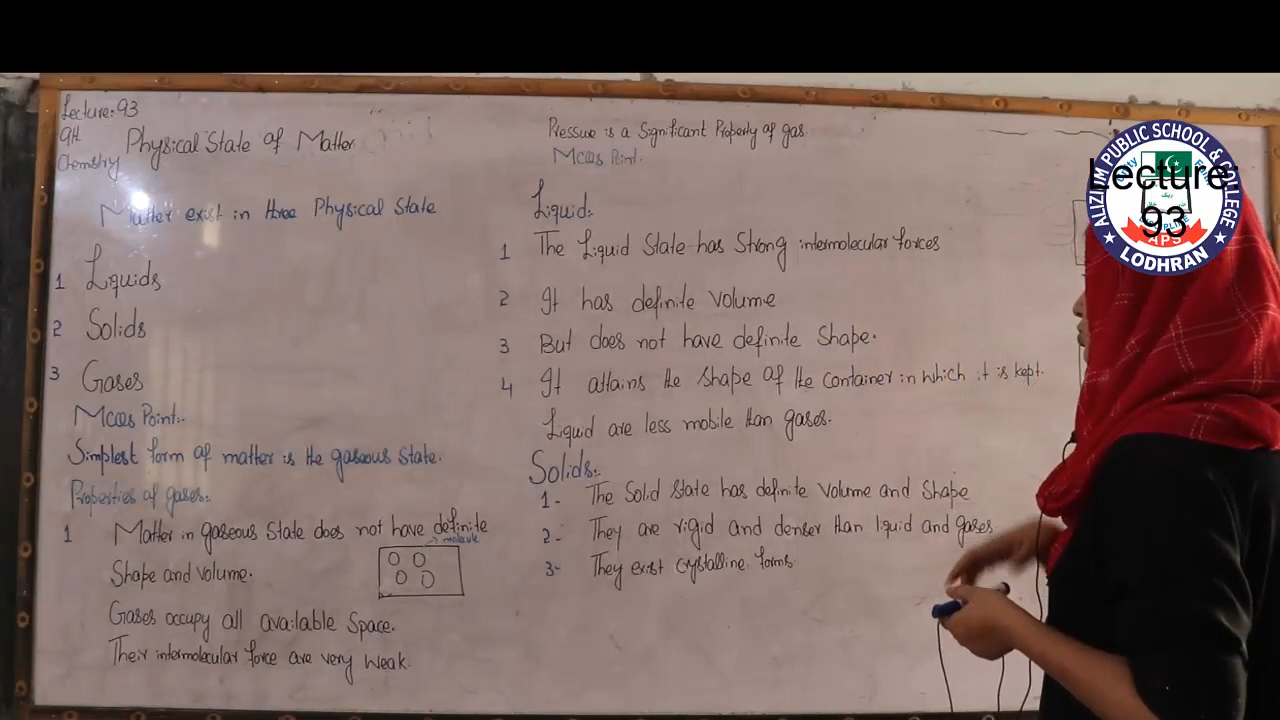 Lecture: 93
9th
Chemistry
Physical State of Matter
Matter exist in three Physical State
1 Liquids
2 Solids
3 Gases
MCQs Point:-
Simplest form of matter is the gaseous state.
Properties of gases:-
1 Matter in gaseous State does not have definite
molecule
Shape and volume.
Gases occupy all available Space.
Their intermolecular force are very weak.
Pressure is a Significant Property of gas
MCQs Point.
Liquid:-
1 The Liquid State has Strong intermolecular forces
2 It has definite volume
3 But does not have definite Shape.
4 It attains the shape of the container in which it is kept.
Liquid are less mobile than gases.
Solids:-
1- The Solid State has definite Volume and Shape
2- They are rigid and denser than liquid and gases
3- They exist crystalline forms.
ALIZIUM PUBLIC SCHOOL & COLLEGE
LODHRAN
APS
Lecture:
93